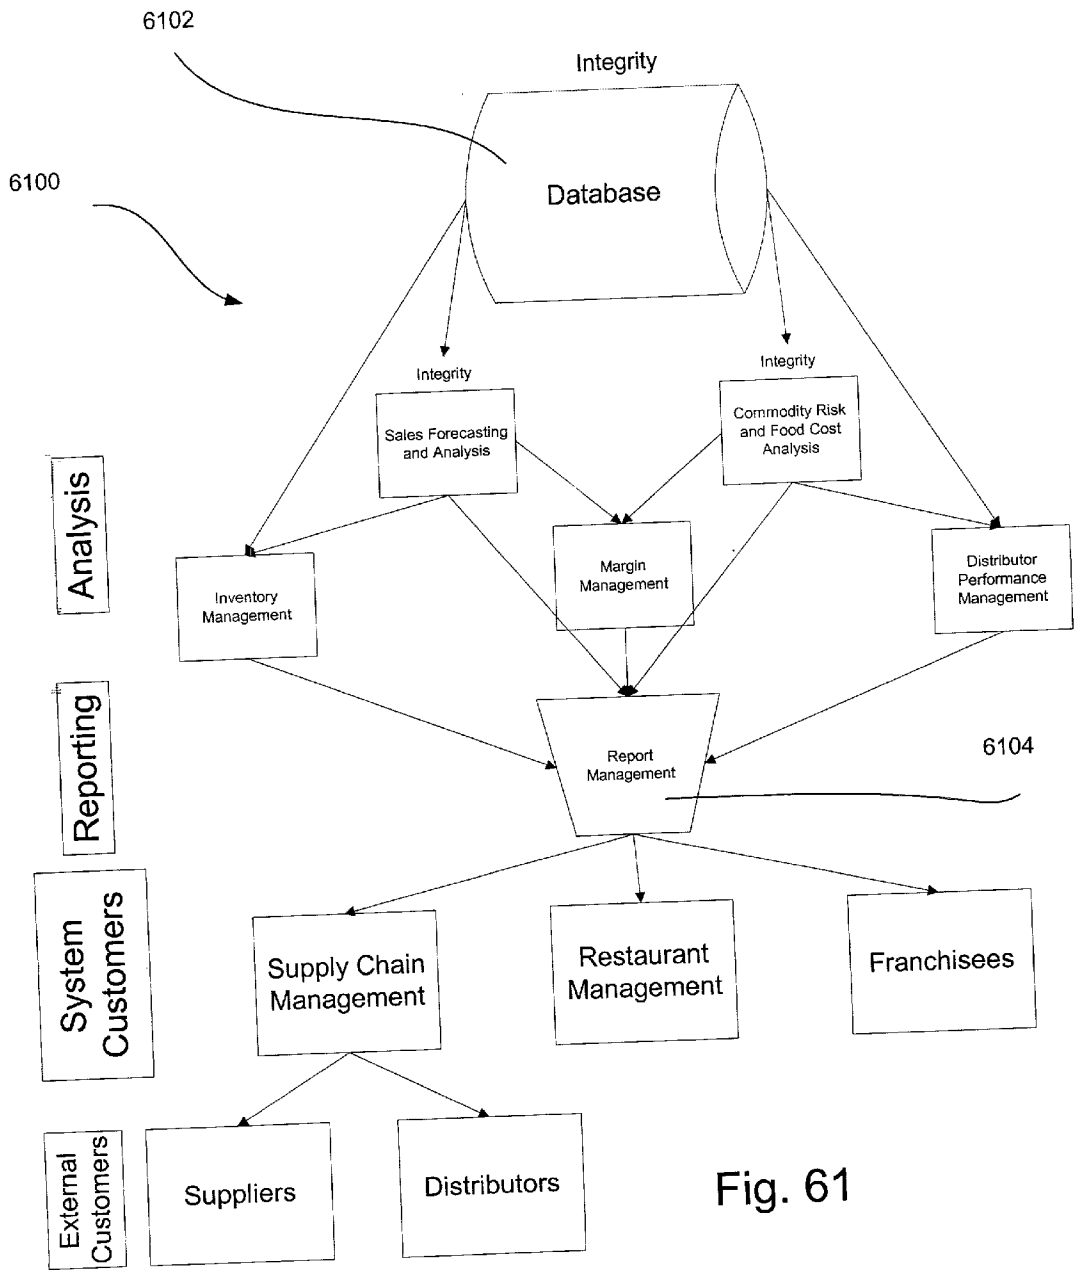 6102
Integrity
6100
Database
Integrity
Integrity
Sales Forecasting
and Analysis
Commodity Risk
and Food Cost
Analysis
Analysis
Inventory
Management
Margin
Management
Distributor
Performance
Management
Reporting
Report
Management
6104
System
Customers
Supply Chain
Management
Restaurant
Management
Franchisees
External
Customers
Suppliers
Distributors
Fig. 61